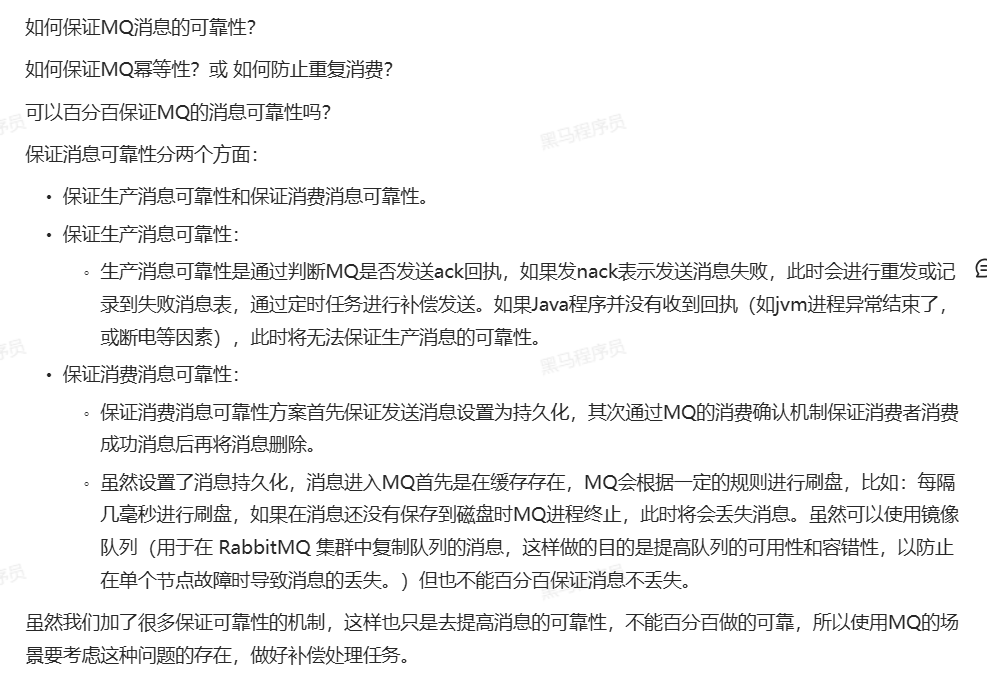 如何保证MQ消息的可靠性?
如何保证MQ幂等性? 或 如何防止重复消费?
可以百分百保证MQ的消息可靠性吗?
保证消息可靠性分两个方面:
• 保证生产消息可靠性和保证消费消息可靠性。
• 保证生产消息可靠性:
◦ 生产消息可靠性是通过判断MQ是否发送ack回执, 如果发nack表示发送消息失败, 此时会进行重发或记
录到失败消息表, 通过定时任务进行补偿发送。如果Java程序并没有收到回执 (如jvm进程异常结束了,
或断电等因素) , 此时将无法保证生产消息的可靠性。
• 保证消费消息可靠性:
◦ 保证消费消息可靠性方案首先保证发送消息设置为持久化, 其次通过MQ的消费确认机制保证消费者消费
成功消息后再将消息删除。
◦ 虽然设置了消息持久化, 消息进入MQ首先是在缓存存在, MQ会根据一定的规则进行刷盘, 比如: 每隔
几毫秒进行刷盘, 如果在消息还没有保存到磁盘时MQ进程终止, 此时将会丢失消息。虽然可以使用镜像
队列 (用于在 RabbitMQ 集群中复制队列的消息, 这样做的目的是提高队列的可用性和容错性, 以防止
在单个节点故障时导致消息的丢失。) 但也不能百分百保证消息不丢失。
虽然我们加了很多保证可靠性的机制, 这样也只是去提高消息的可靠性, 不能百分百做的可靠, 所以使用MQ的场
景要考虑这种问题的存在, 做好补偿处理任务。
黑马程序员
黑马程序员
黑马程序员
序员
序员
序员